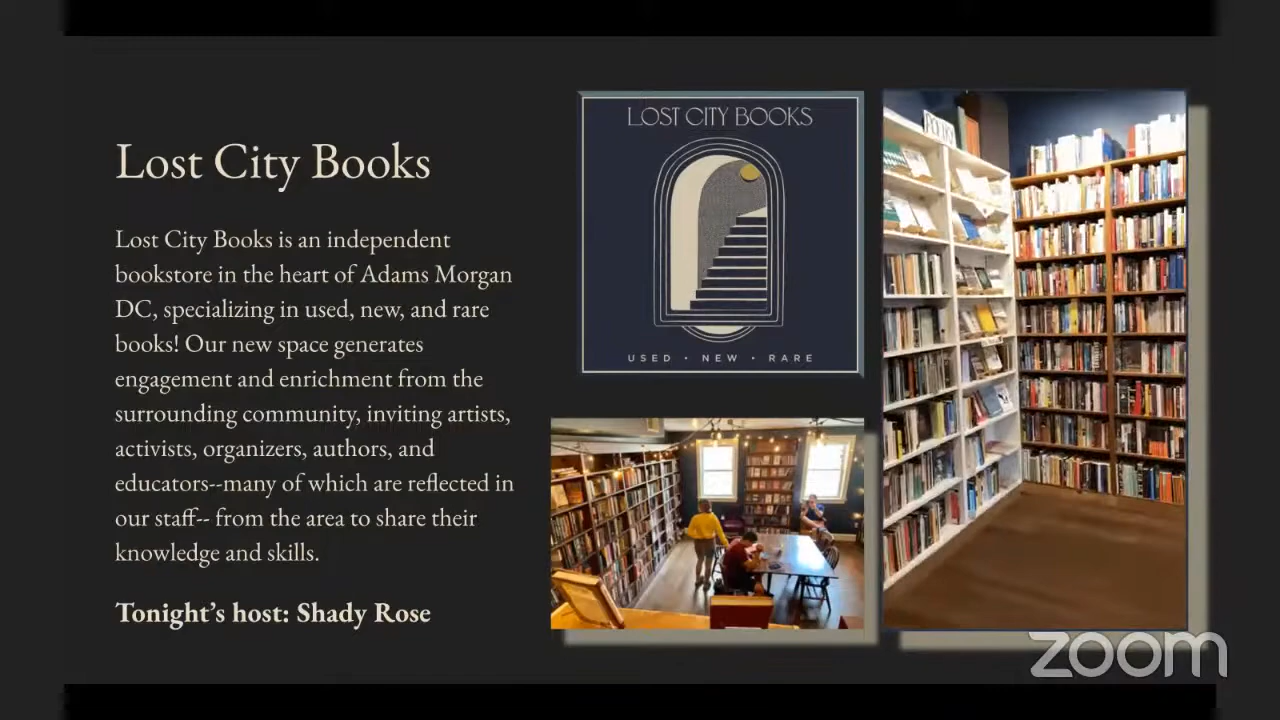 Lost City Books
Lost City Books is an independent
bookstore in the heart of Adams Morgan
DC, specializing in used, new, and rare
books! Our new space generates
engagement and enrichment from the
surrounding community, inviting artists,
activists, organizers, authors, and
educators--many of which are reflected in
our staff-- from the area to share their
knowledge and skills.
Tonight’s host: Shady Rose
LOST CITY BOOKS
USED • NEW • RARE
POETRY
zoom